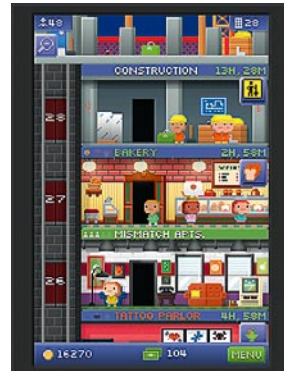 48
28
CONSTRUCTION 13H, 28M
28
BAKERY 2H, 58M
27
MISMATCH APTS.
26
TATTOO PARLOR 4H, 58M
16270 104 MENU